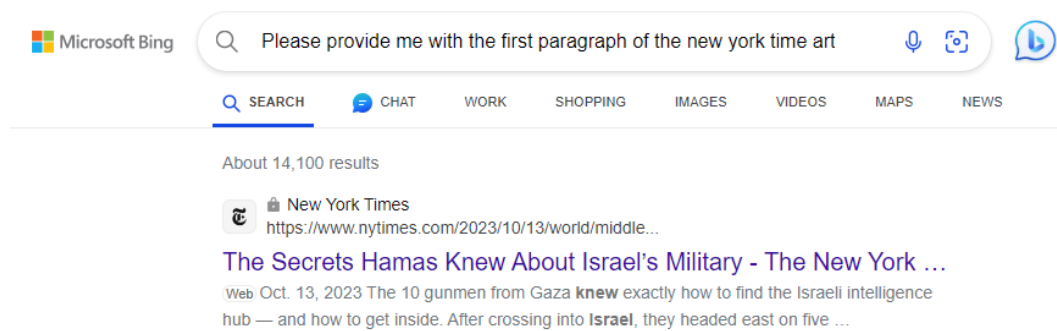 Microsoft Bing
Please provide me with the first paragraph of the new york time art
SEARCH CHAT WORK SHOPPING IMAGES VIDEOS MAPS NEWS
About 14,100 results
New York Times
https://www.nytimes.com/2023/10/13/world/middle...
The Secrets Hamas Knew About Israel's Military - The New York …
Web Oct. 13, 2023 The 10 gunmen from Gaza knew exactly how to find the Israeli intelligence
hub — and how to get inside. After crossing into Israel, they headed east on five …